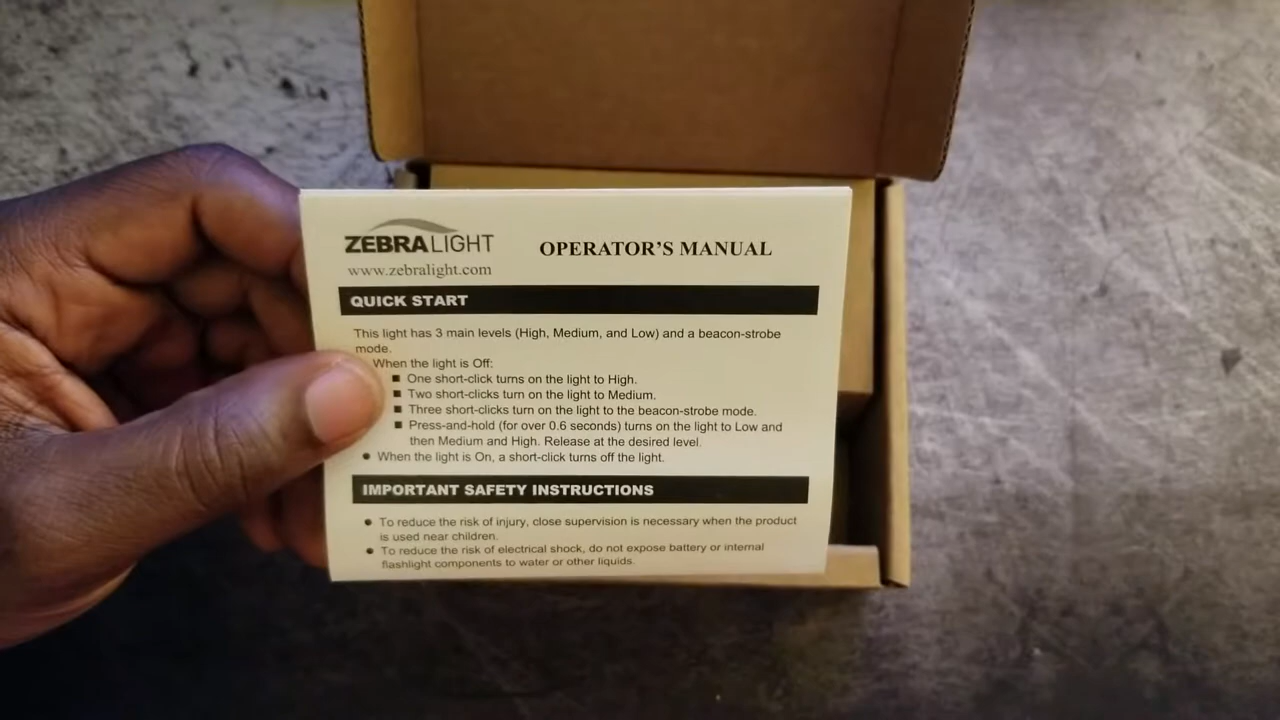 ZEBRALIGHT
www.zebralight.com
OPERATOR'S MANUAL
QUICK START
This light has 3 main levels (High, Medium, and Low) and a beacon-strobe
mode.
When the light is Off:
■ One short-click turns on the light to High.
■ Two short-clicks turn on the light to Medium.
■ Three short-clicks turn on the light to the beacon-strobe mode.
■ Press-and-hold (for over 0.6 seconds) turns on the light to Low and
then Medium and High. Release at the desired level.
● When the light is On, a short-click turns off the light.
IMPORTANT SAFETY INSTRUCTIONS
● To reduce the risk of injury, close supervision is necessary when the product
is used near children.
● To reduce the risk of electrical shock, do not expose battery or internal
flashlight components to water or other liquids.